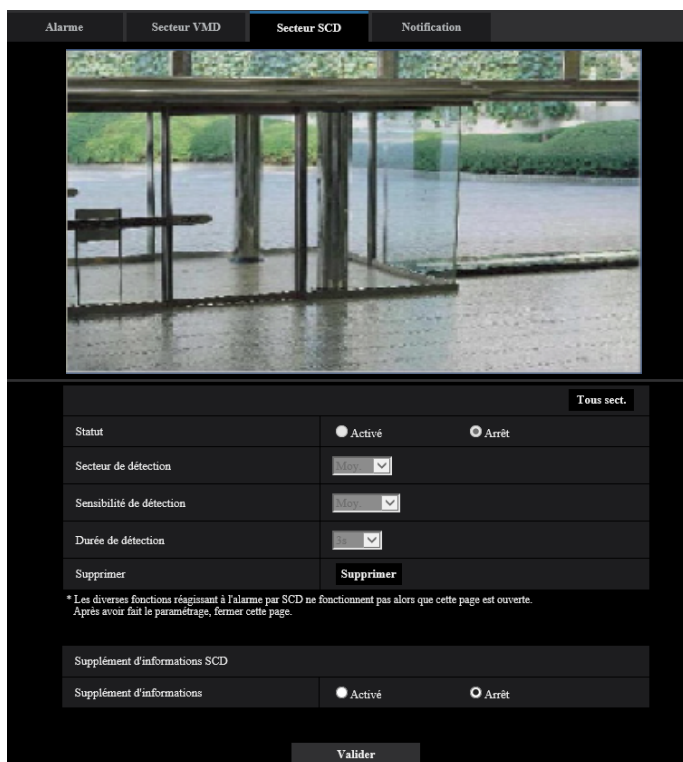 Alarme Secteur VMD Secteur SCD Notification
Tous sect.
Statut Activé Arrêt
Secteur de détection Moy.
Sensibilité de détection Moy.
Durée de détection 3s
Supprimer Supprimer
* Les diverses fonctions réagissant à l'alarme par SCD ne fonctionnent pas alors que cette page est ouverte.
Après avoir fait le paramétrage, fermer cette page.
Supplément d'informations SCD
Supplément d'informations Activé Arrêt
Valider